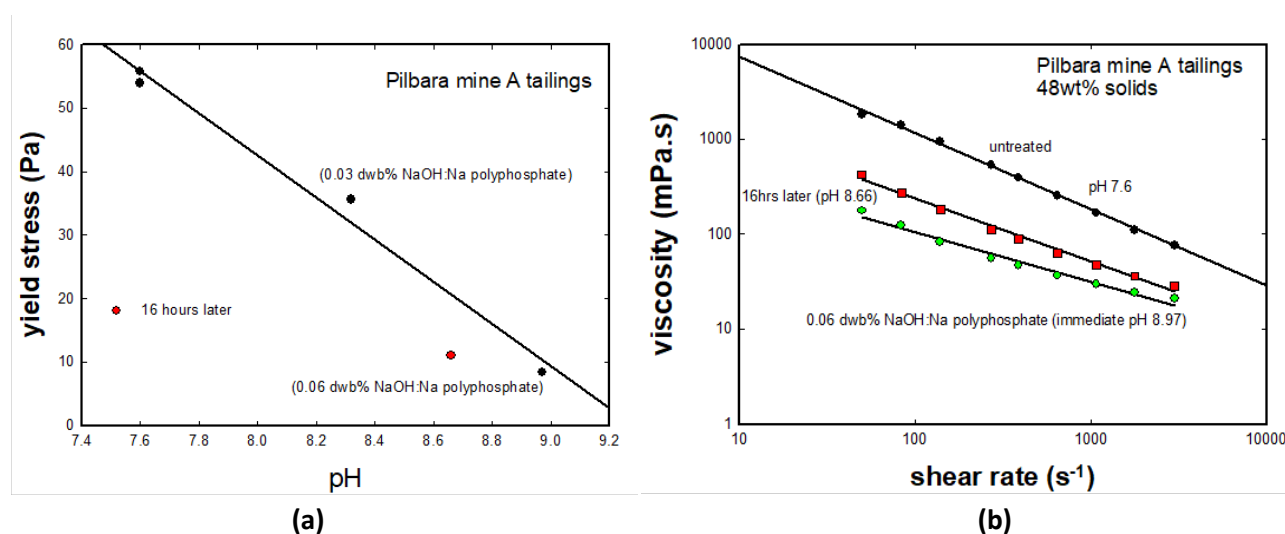 60
50
40
30
20
10
0
7.4 7.6 7.8 8.0 8.2 8.4 8.6 8.8 9.0 9.2
yield stress (Pa)
pH
Pilbara mine A tailings
(0.03 dwb% NaOH:Na polyphosphate)
16 hours later
(0.06 dwb% NaOH:Na polyphosphate)
(a)
10000
1000
100
10
1
10 100 1000 10000
viscosity (mPa.s)
shear rate (s-1)
Pilbara mine A tailings
48wt% solids
untreated
pH 7.6
16hrs later (pH 8.66)
0.06 dwb% NaOH:Na polyphosphate (immediate pH 8.97)
(b)